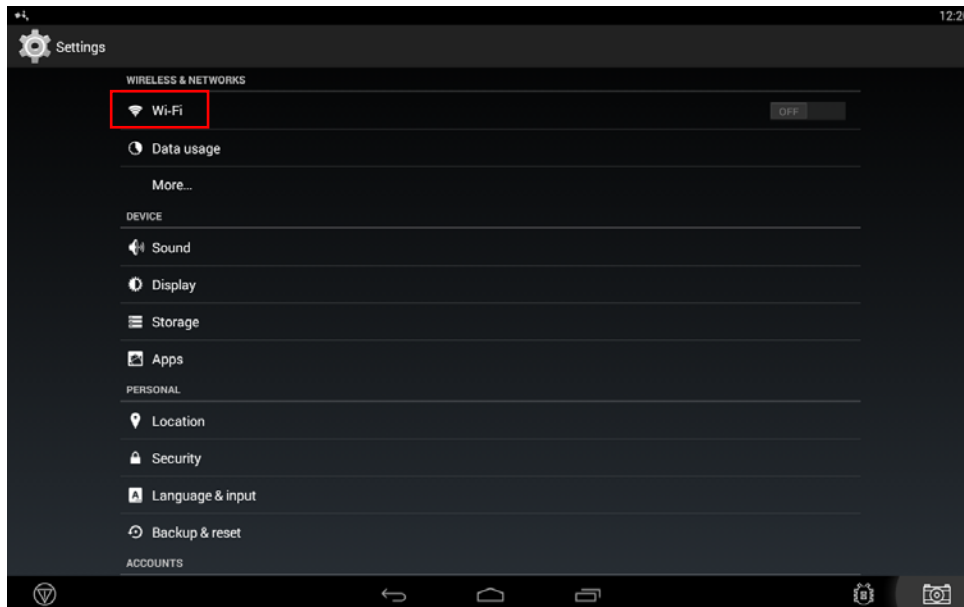 12:2
Settings
WIRELESS & NETWORKS
Wi-Fi
OFF
Data usage
More...
DEVICE
Sound
Display
Storage
Apps
PERSONAL
Location
Security
A
Language & input
Backup & reset
ACCOUNTS